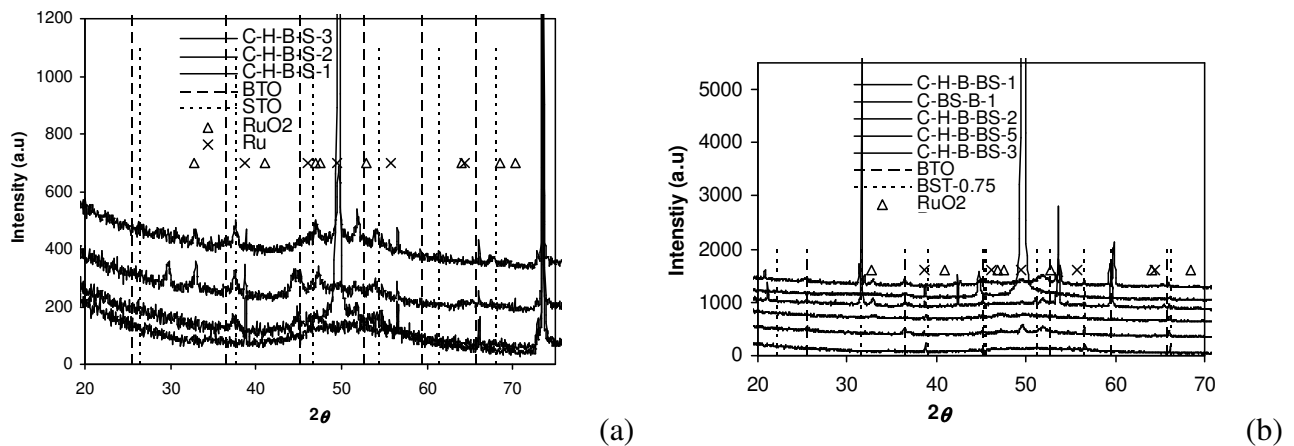 1200
1000
800
600
400
200
0
Intensity (a.u)
C-H-B-S-3
C-H-B-S-2
C-H-B-S-1
BTO
STO
RuO2
Ru
20 30 40 50 60 70
2θ
(a)
5500
5000
4000
3000
2000
1000
0
Intenstiy (a.u)
C-H-B-BS-1
C-BS-B-1
C-H-B-BS-2
C-H-B-BS-5
C-H-B-BS-3
BTO
BST-0.75
RuO2
20 30 40 50 60 70
2θ
(b)